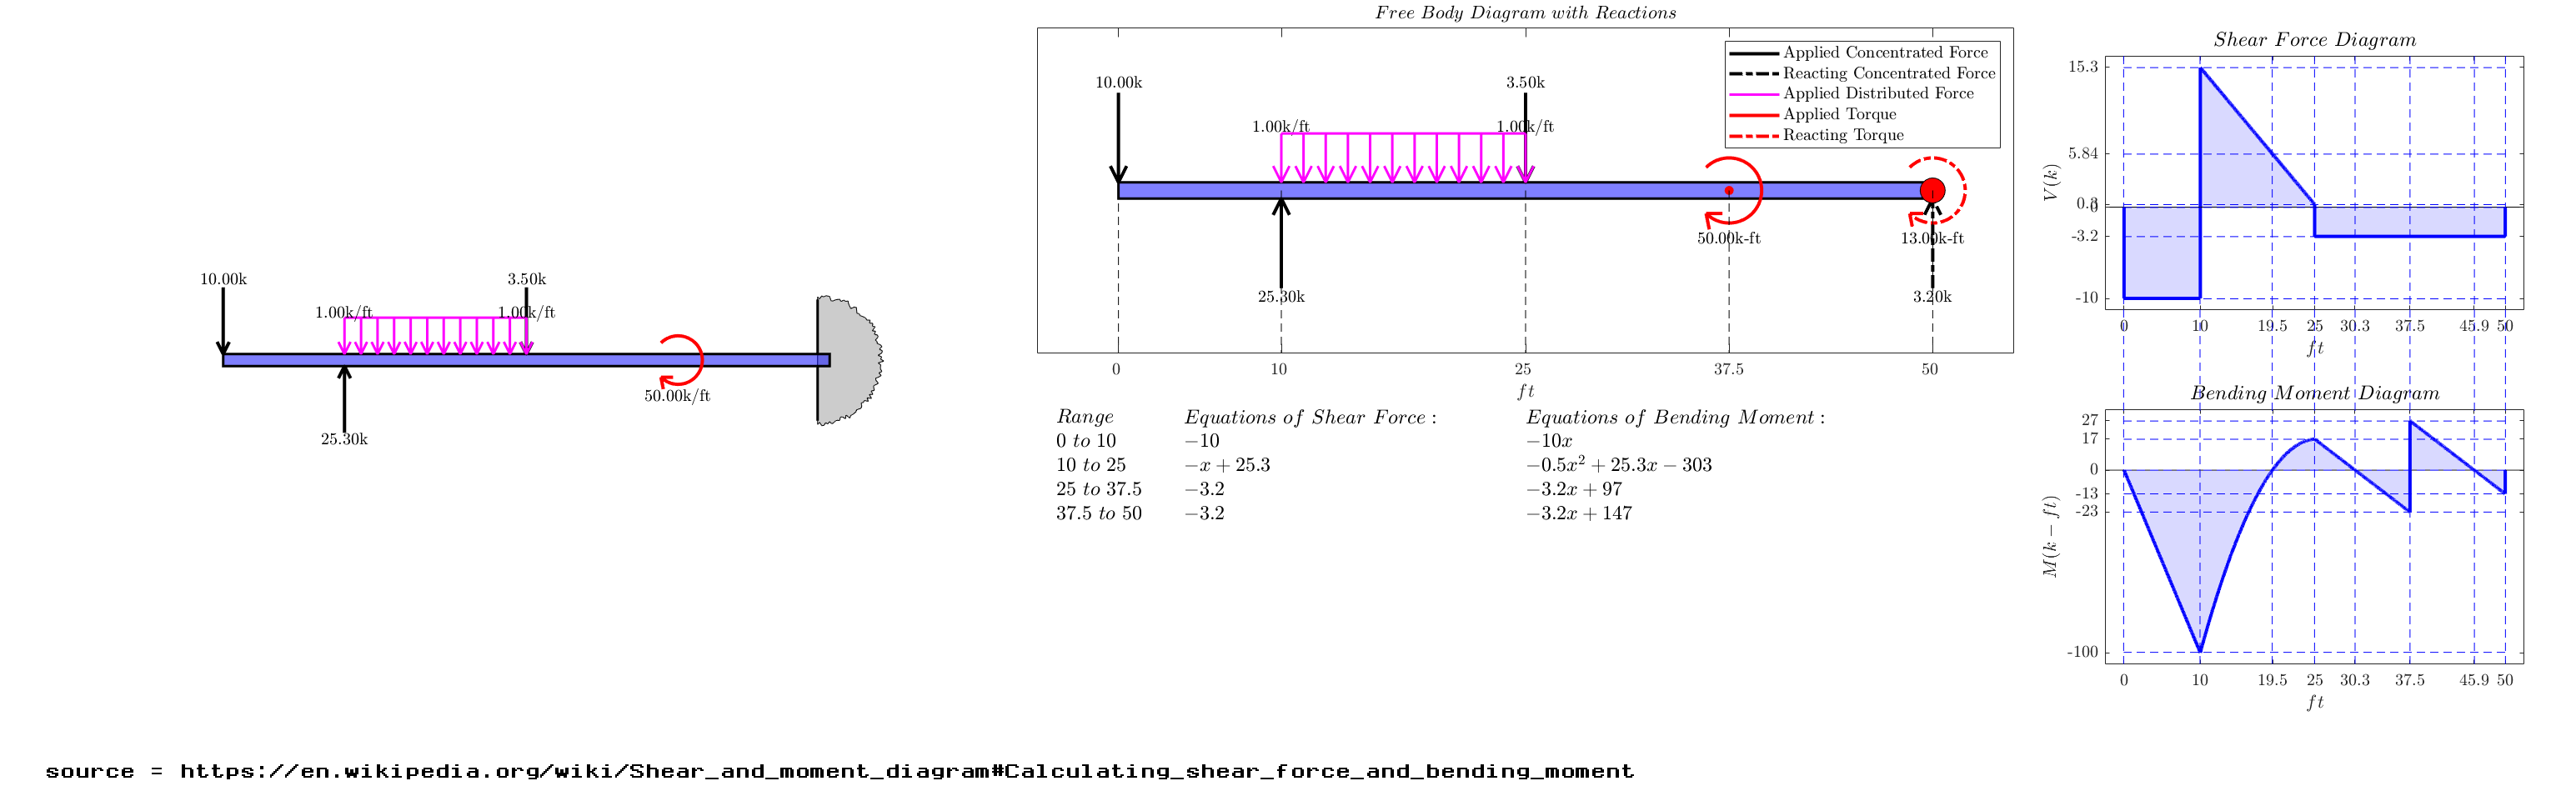 10.00k
3.50k
1.00k/ft
1.00k/ft
50.00k/ft
25.30k
Free Body Diagram with Reactions
Applied Concentrated Force
Reacting Concentrated Force
Applied Distributed Force
Applied Torque
Reacting Torque
10.00k
3.50k
1.00k/ft
1.00k/ft
50.00k-ft
13.00k-ft
25.30k
3.20k
0 10 25 37.5 50
ft
Range Equations of Shear Force : Equations of Bending Moment :
0 to 10 −10 −10x
10 to 25 −x + 25.3 −0.5x² + 25.3x − 303
25 to 37.5 −3.2 −3.2x + 97
37.5 to 50 −3.2 −3.2x + 147
Shear Force Diagram
V(k)
15.3
5.84
0.3
0
-3.2
-10
0 10 19.5 25 30.3 37.5 45.9 50
ft
Bending Moment Diagram
M(k − ft)
27
17
0
-13
-23
-100
0 10 19.5 25 30.3 37.5 45.9 50
ft
source = https://en.wikipedia.org/wiki/Shear_and_moment_diagram#Calculating_shear_force_and_bending_moment